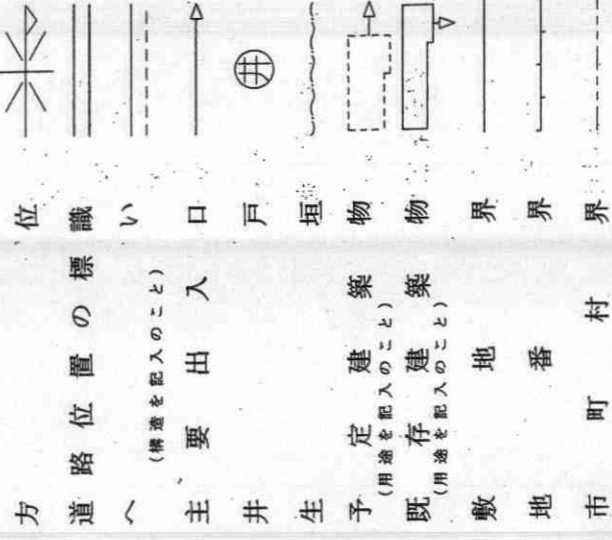 方位
道路位置の標識
へい
(構造を記入のこと)
主要出入口
井戸
井
生垣
予定建築物
(用途を記入のこと)
既存建築物
(用途を記入のこと)
敷地界
地番界
市町村界